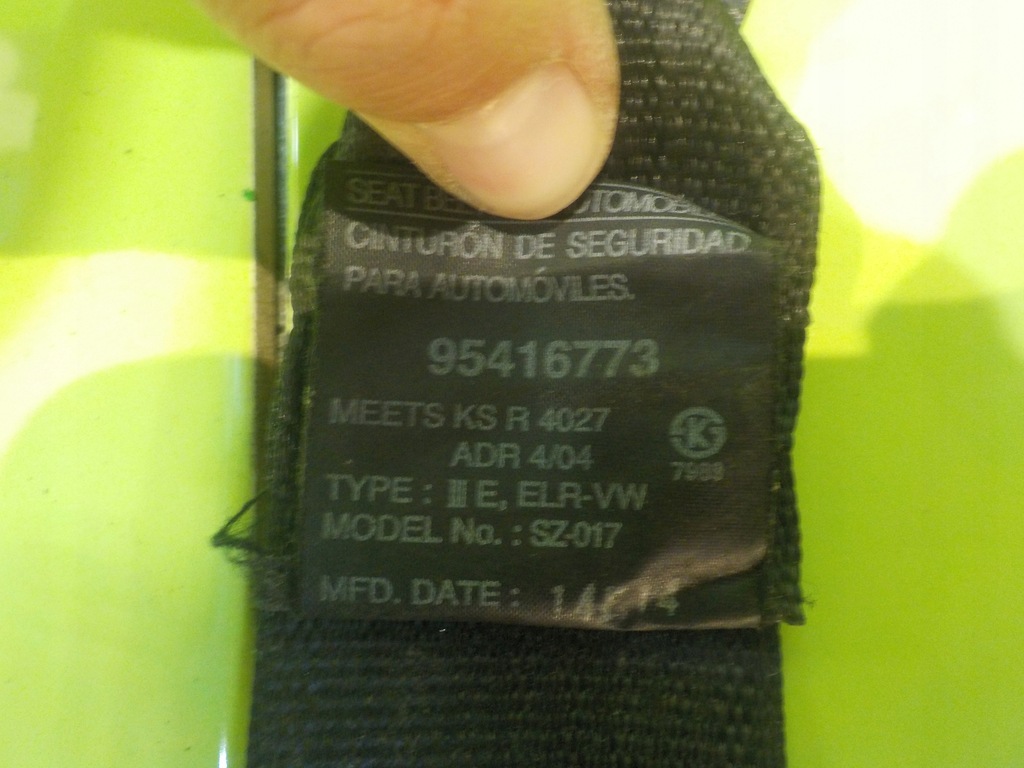 SEAT
CINTURÓN DE SEGURIDAD
PARA AUTOMÓVILES.
95416773
MEETS KS R 4027
ADR 4/04
K
TYPE : III E, ELR-VW
MODEL No. : SZ-017
MFD. DATE :